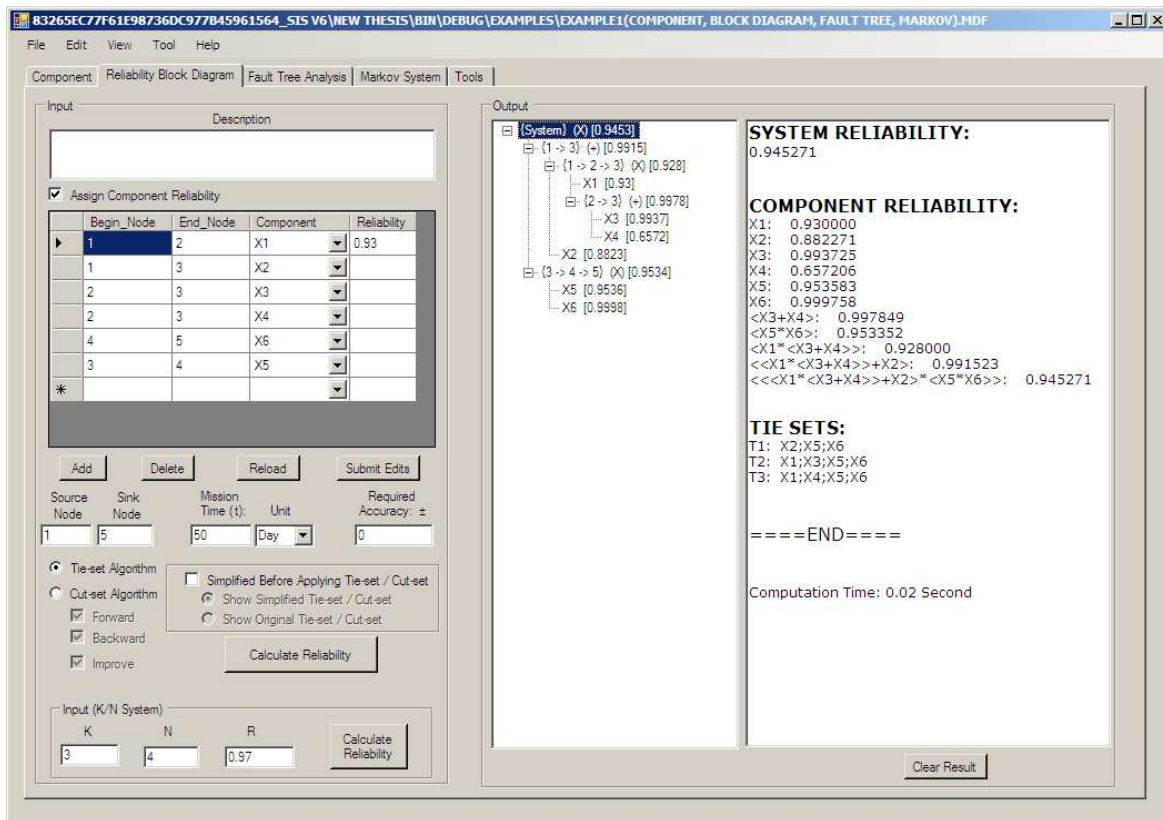 83265EC77F61E98736DC977B45961564_SIS V6\NEW THESIS\BIN\DEBUG\EXAMPLES\EXAMPLE1(COMPONENT, BLOCK DIAGRAM, FAULT TREE, MARKOV).MDF
File Edit View Tool Help
Component Reliability Block Diagram Fault Tree Analysis Markov System Tools
Input
Description
Assign Component Reliability
Begin_Node End_Node Component Reliability
1 2 X1 0.93
1 3 X2
2 3 X3
2 3 X4
4 5 X6
3 4 X5
Add Delete Reload Submit Edits
Source Node Sink Node Mission Time (t): Unit Required Accuracy: ±
1 5 50 Day 0
Tie-set Algorithm
Cut-set Algorithm
Forward
Backward
Improve
Simplified Before Applying Tie-set / Cut-set
Show Simplified Tie-set / Cut-set
Show Original Tie-set / Cut-set
Calculate Reliability
Input (K/N System)
K N R
3 4 0.97
Calculate Reliability
Output
{System} (X) [0.9453]
{1 -> 3} (+) [0.9915]
{1 -> 2 -> 3} (X) [0.928]
X1 [0.93]
{2 -> 3} (+) [0.9978]
X3 [0.9937]
X4 [0.6572]
X2 [0.8823]
{3 -> 4 -> 5} (X) [0.9534]
X5 [0.9536]
X6 [0.9998]
SYSTEM RELIABILITY:
0.945271
COMPONENT RELIABILITY:
X1: 0.930000
X2: 0.882271
X3: 0.993725
X4: 0.657206
X5: 0.953583
X6: 0.999758
<X3+X4>: 0.997849
<X5*X6>: 0.953352
<X1*<X3+X4>>: 0.928000
<<X1*<X3+X4>>+X2>: 0.991523
<<<X1*<X3+X4>>+X2>*<X5*X6>>: 0.945271
TIE SETS:
T1: X2;X5;X6
T2: X1;X3;X5;X6
T3: X1;X4;X5;X6
====END====
Computation Time: 0.02 Second
Clear Result